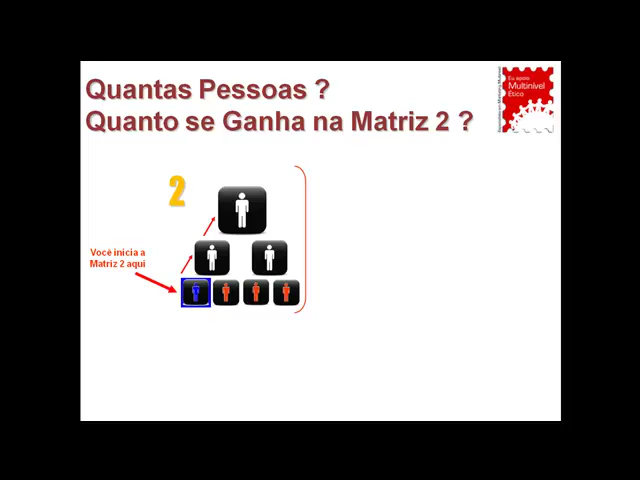 Quantas Pessoas ?
Quanto se Ganha na Matriz 2 ?
Eu apoio
Multinível
Ético
2
Você inicia a
Matriz 2 aqui